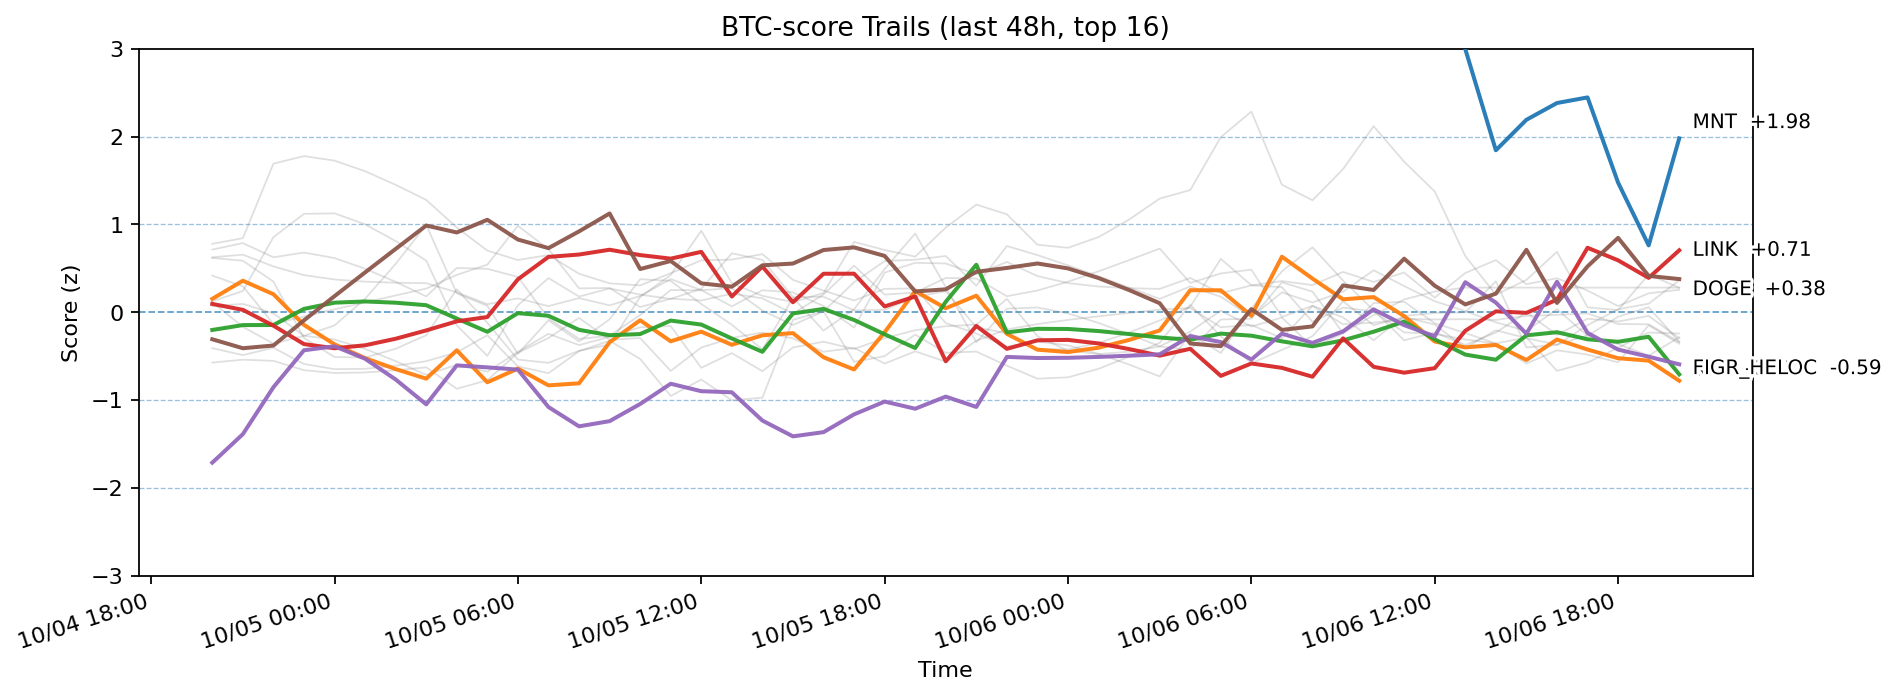 BTC-score Trails (last 48h, top 16)
Score (z)
3
2
1
0
−1
−2
−3
MNT +1.98
LINK +0.71
DOGE +0.38
FIGR_HELOC -0.59
10/04 18:00
10/05 00:00
10/05 06:00
10/05 12:00
10/05 18:00
10/06 00:00
10/06 06:00
10/06 12:00
10/06 18:00
Time